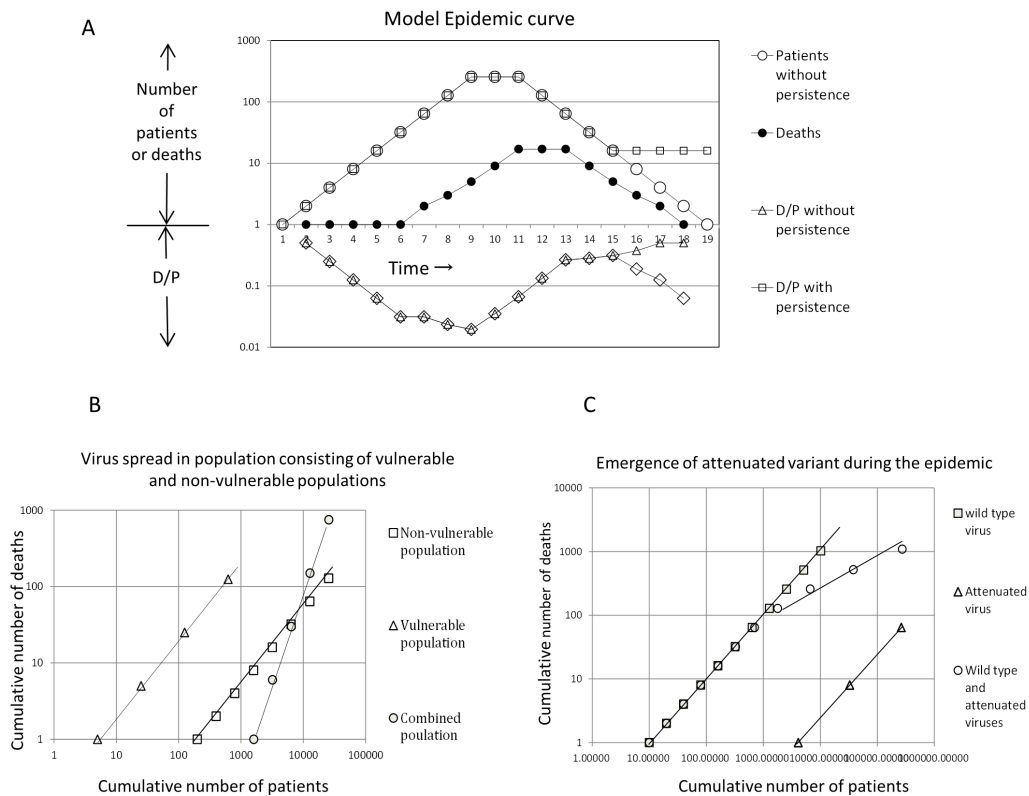 A
Model Epidemic curve
Number
of
patients
or deaths
D/P
1000
100
10
1
0.1
0.01
1 2 3 4 5 6 7 8 9 10 11 12 13 14 15 16 17 18 19
Time →
Patients
without
persistence
Deaths
D/P without
persistence
D/P with
persistence
B
Virus spread in population consisting of vulnerable
and non-vulnerable populations
Cumulative number of deaths
1000
100
10
1
1 10 100 1000 10000 100000
Cumulative number of patients
Non-vulnerable
population
Vulnerable
population
Combined
poulation
C
Emergence of attenuated variant during the epidemic
Cumulative number of deaths
10000
1000
100
10
1
1.00000 10.00000 100.00000 1000.00000
Cumulative number of patients
wild type
virus
Attenuated
virus
Wild type
and
attenuated
viruses